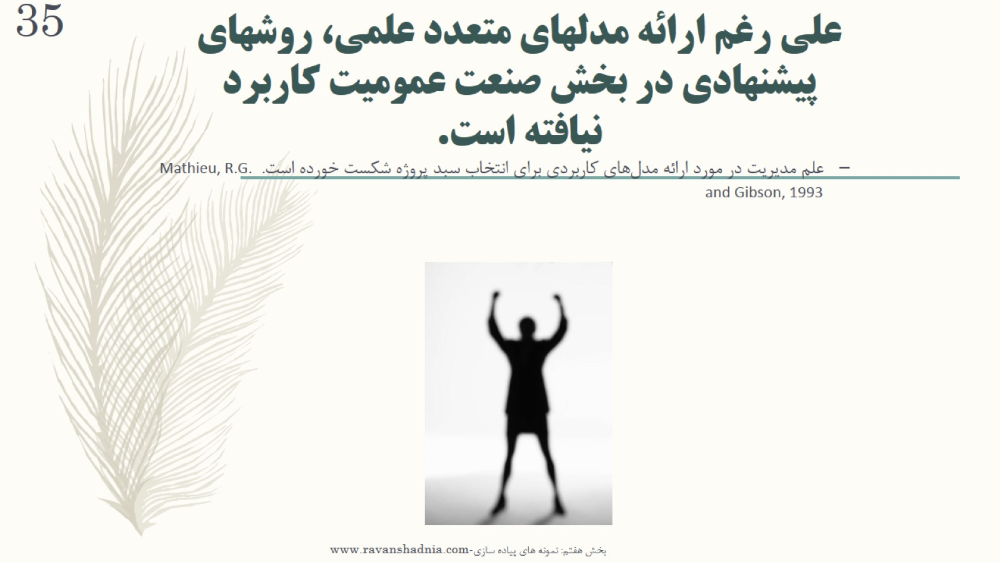 35
علی رغم ارائه مدلهای متعدد علمی، روشهای
پیشنهادی در بخش صنعت عمومیت کاربرد
نیافته است.
– علم مدیریت در مورد ارائه مدل‌های کاربردی برای انتخاب سبد پروژه شکست خورده است. Mathieu, R.G.
and Gibson, 1993
بخش هفتم: نمونه های پیاده سازی-www.ravanshadnia.com